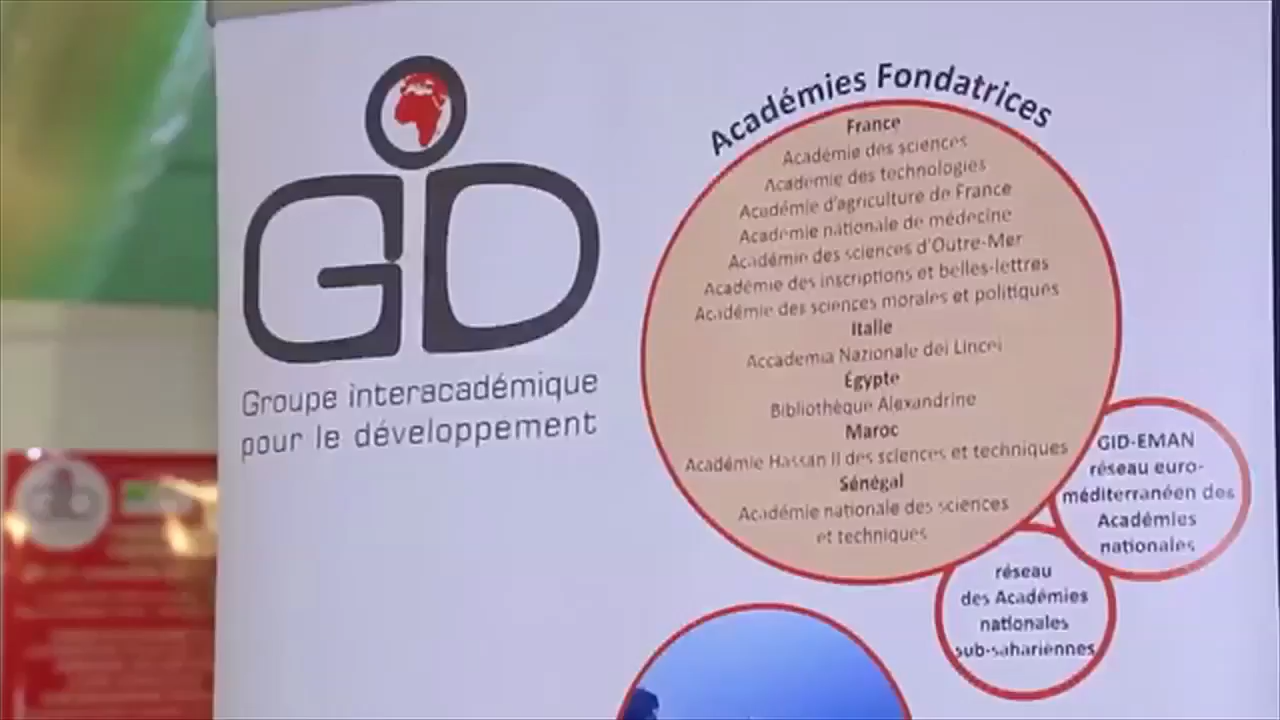 GID
Groupe interacadémique
pour le développement
Académies Fondatrices
France
Académie des sciences
Académie des technologies
Académie d'agriculture de France
Académie nationale de médecine
Académie des sciences d'Outre-Mer
Académie des inscriptions et belles-lettres
Académie des sciences morales et politiques
Italie
Accademia Nazionale dei Lincei
Égypte
Bibliothèque Alexandrine
Maroc
Académie Hassan II des sciences et techniques
Sénégal
Académie nationale des sciences
et techniques
GID-EMAN
réseau euro-
méditerranéen des
Académies
nationales
réseau
des Académies
nationales
sub-sahariennes